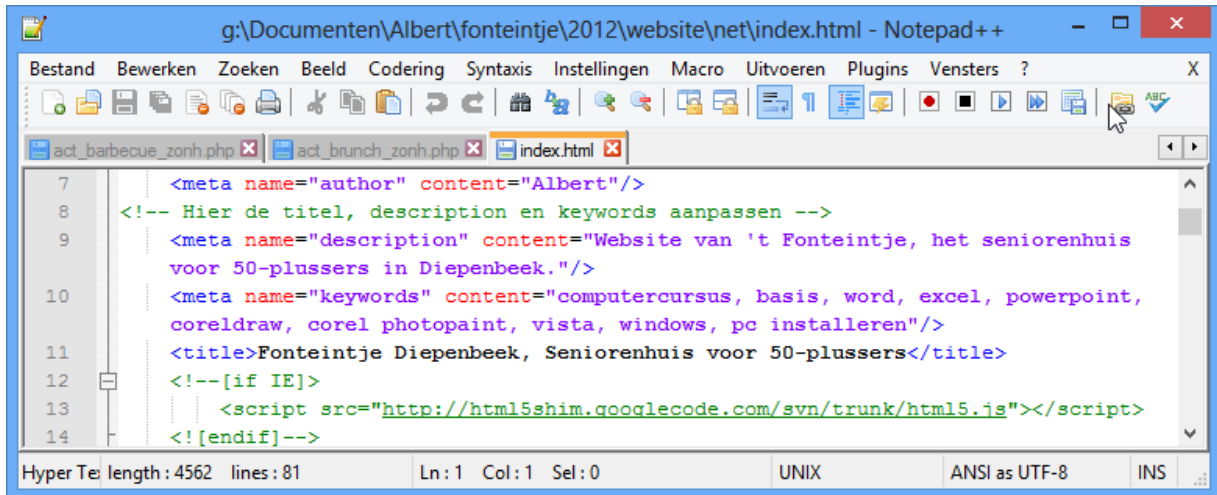 g:\Documenten\Albert\fonteintje\2012\website\net\index.html - Notepad++
Bestand Bewerken Zoeken Beeld Codering Syntaxis Instellingen Macro Uitvoeren Plugins Vensters ? X
ABC
act_barbecue_zonh.php act_brunch_zonh.php index.html
7 <meta name="author" content="Albert"/>
8 <!-- Hier de titel, description en keywords aanpassen -->
9 <meta name="description" content="Website van 't Fonteintje, het seniorenhuis
voor 50-plussers in Diepenbeek."/>
10 <meta name="keywords" content="computercursus, basis, word, excel, powerpoint,
coreldraw, corel photopaint, vista, windows, pc installeren"/>
11 <title>Fonteintje Diepenbeek, Seniorenhuis voor 50-plussers</title>
12 <!--[if IE]>
13 <script src="http://html5shim.googlecode.com/svn/trunk/html5.js"></script>
14 <![endif]-->
Hyper Te length : 4562 lines : 81 Ln : 1 Col : 1 Sel : 0 UNIX ANSI as UTF-8 INS